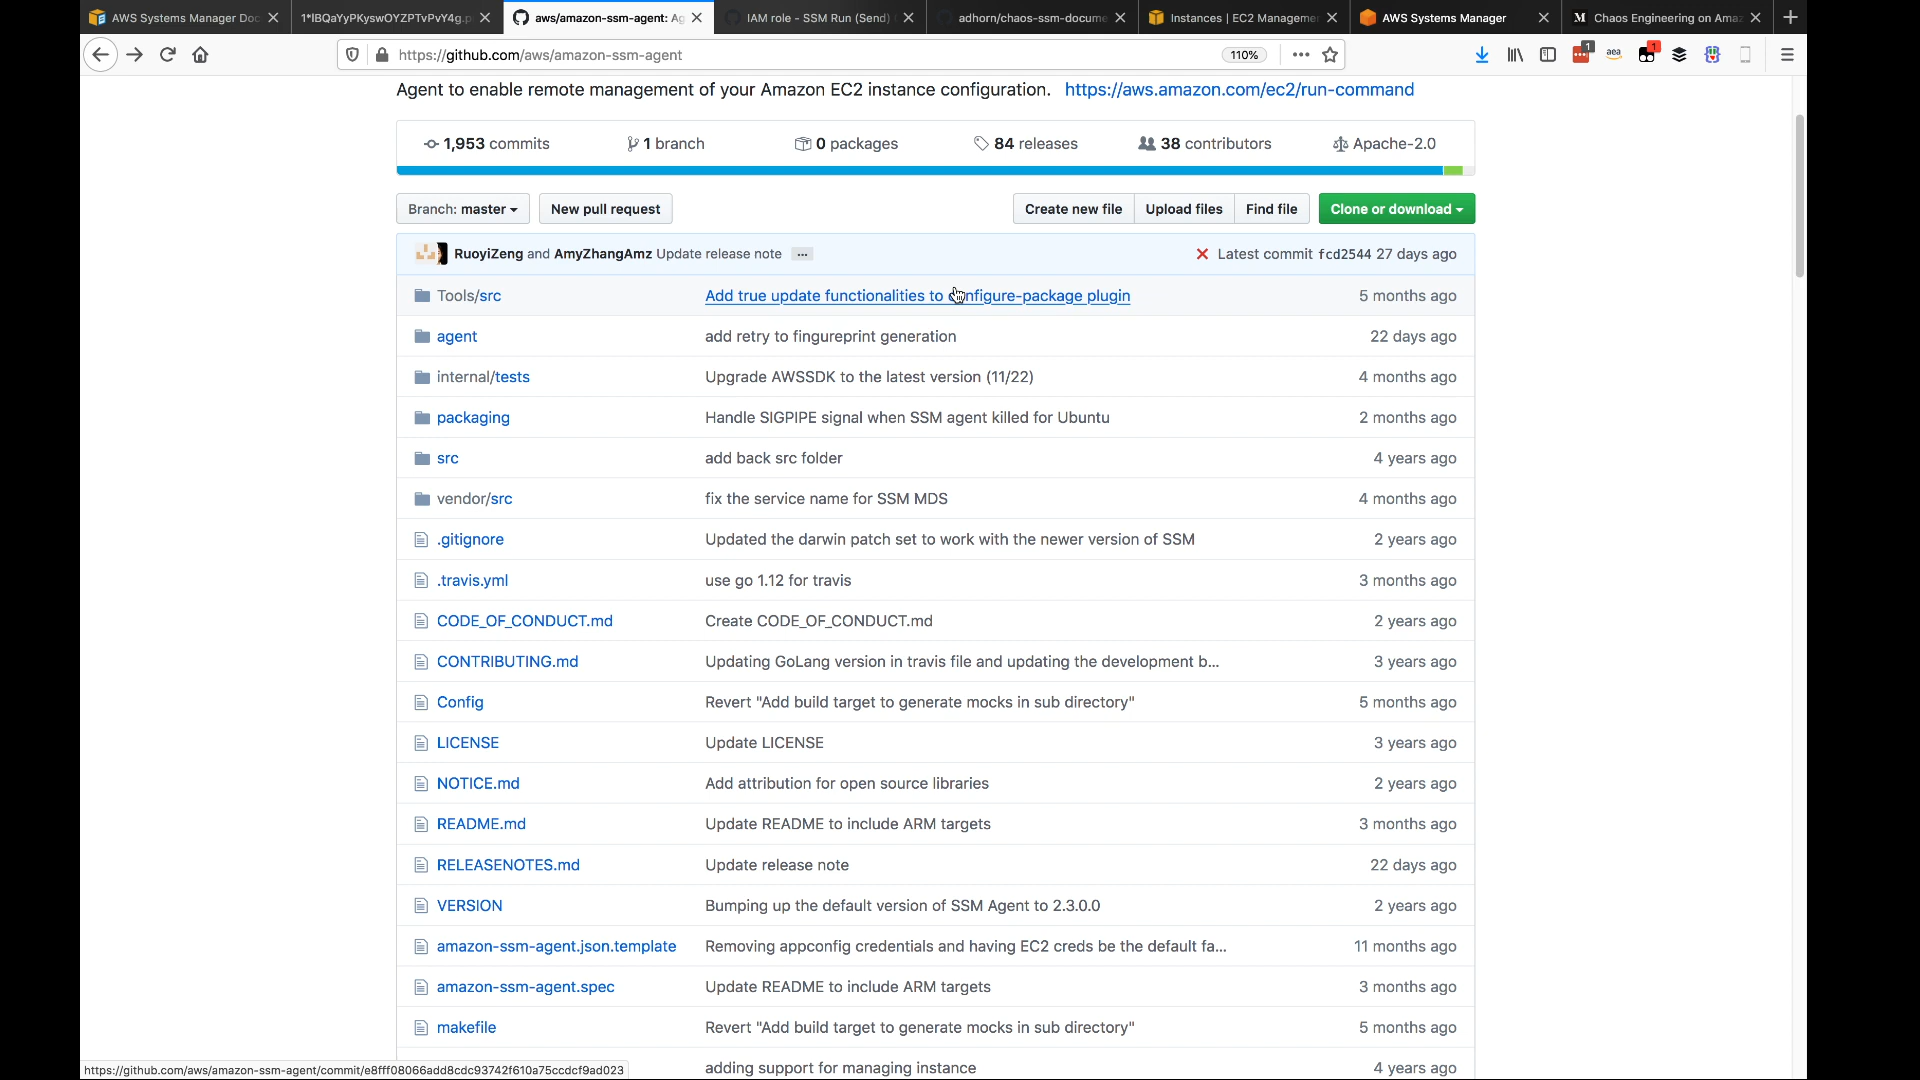 AWS Systems Manager Doc
1*IBQaYyPKyswOYZPTvPvY4g.p
aws/amazon-ssm-agent: Ag
IAM role - SSM Run (Send)
adhorn/chaos-ssm-docume
Instances | EC2 Manageme
AWS Systems Manager
M Chaos Engineering on Amaz
https://github.com/aws/amazon-ssm-agent
110%
1
aea
1
Agent to enable remote management of your Amazon EC2 instance configuration. https://aws.amazon.com/ec2/run-command
1,953 commits 1 branch 0 packages 84 releases 38 contributors Apache-2.0
Branch: master New pull request Create new file Upload files Find file Clone or download
RuoyiZeng and AmyZhangAmz Update release note ... Latest commit fcd2544 27 days ago
Tools/src Add true update functionalities to configure-package plugin 5 months ago
agent add retry to fingureprint generation 22 days ago
internal/tests Upgrade AWSSDK to the latest version (11/22) 4 months ago
packaging Handle SIGPIPE signal when SSM agent killed for Ubuntu 2 months ago
src add back src folder 4 years ago
vendor/src fix the service name for SSM MDS 4 months ago
.gitignore Updated the darwin patch set to work with the newer version of SSM 2 years ago
.travis.yml use go 1.12 for travis 3 months ago
CODE_OF_CONDUCT.md Create CODE_OF_CONDUCT.md 2 years ago
CONTRIBUTING.md Updating GoLang version in travis file and updating the development b... 3 years ago
Config Revert "Add build target to generate mocks in sub directory" 5 months ago
LICENSE Update LICENSE 3 years ago
NOTICE.md Add attribution for open source libraries 2 years ago
README.md Update README to include ARM targets 3 months ago
RELEASENOTES.md Update release note 22 days ago
VERSION Bumping up the default version of SSM Agent to 2.3.0.0 2 years ago
amazon-ssm-agent.json.template Removing appconfig credentials and having EC2 creds be the default fa... 11 months ago
amazon-ssm-agent.spec Update README to include ARM targets 3 months ago
makefile Revert "Add build target to generate mocks in sub directory" 5 months ago
adding support for managing instance 4 years ago
https://github.com/aws/amazon-ssm-agent/commit/e8fff08066add8cdc93742f610a75ccdcf9ad023